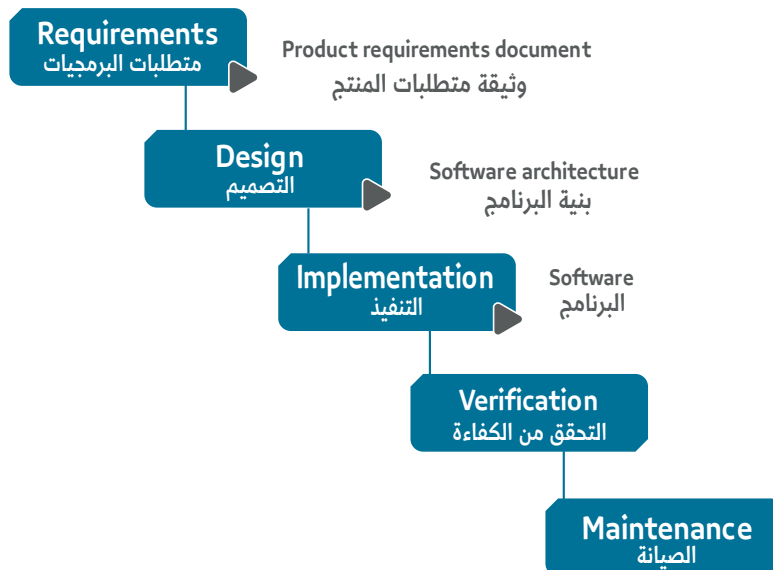 Requirements
متطلبات البرمجيات
Product requirements document
وثيقة متطلبات المنتج
Design
التصميم
Software architecture
بنية البرنامج
Implementation
التنفيذ
Software
البرنامج
Verification
التحقق من الكفاءة
Maintenance
الصيانة